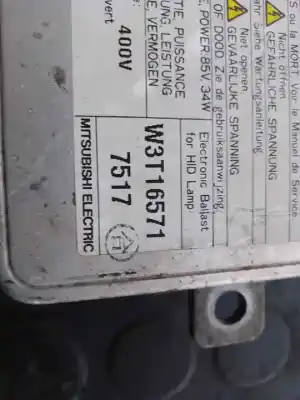 S ou la MOR
. Voir le Manuel de Service.
Nicht öffnen
GEFÄHRLICHE SPANNUNG
Siehe Wartungsanleitung
Niet openen
GEVAARLIJKE SPANNING
OF DOOD. Zie de gebruiksaanwijzing.
E, POWER:85V,34W
TIE, PUISSANCE
UNG, LEISTUNG
E, VERMOGEN
400V
vert
Electronic Ballast
for HID Lamp
W3T16571
7517
MITSUBISHI ELECTRIC